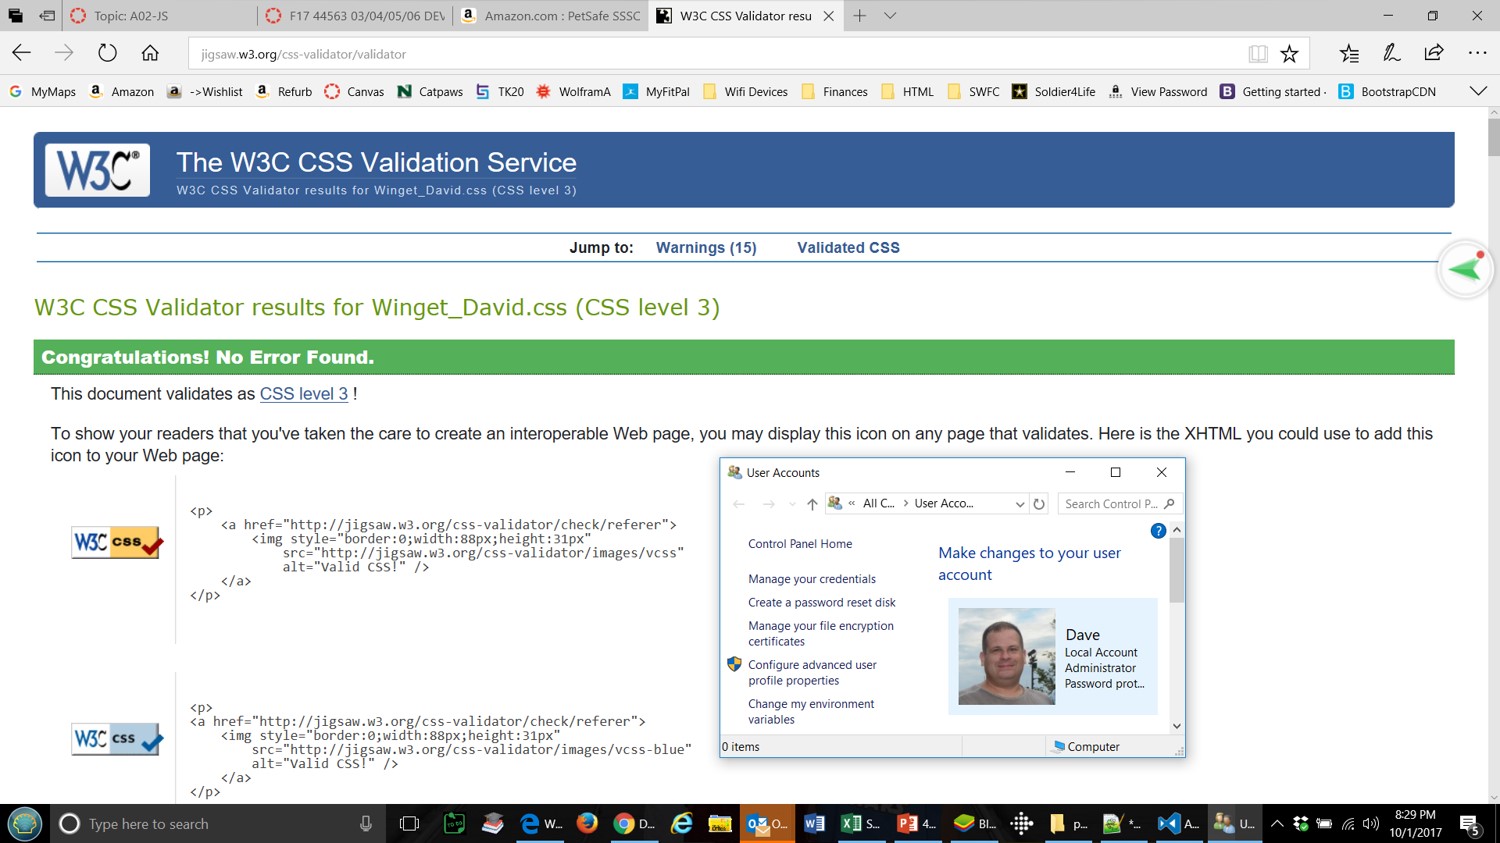 Topic: A02-JS
F17 44563 03/04/05/06 DEV
Amazon.com : PetSafe SSSC
W3C CSS Validator resu
jigsaw.w3.org/css-validator/validator
MyMaps
Amazon
->Wishlist
Refurb
Canvas
Catpaws
TK20
WolframA
MyFitPal
Wifi Devices
Finances
HTML
SWFC
Soldier4Life
View Password
Getting started ·
BootstrapCDN
W3C®
The W3C CSS Validation Service
W3C CSS Validator results for Winget_David.css (CSS level 3)
Jump to: Warnings (15) Validated CSS
W3C CSS Validator results for Winget_David.css (CSS level 3)
Congratulations! No Error Found.
This document validates as CSS level 3 !
To show your readers that you've taken the care to create an interoperable Web page, you may display this icon on any page that validates. Here is the XHTML you could use to add this
icon to your Web page:
W3C css
<p>
<a href="http://jigsaw.w3.org/css-validator/check/referer">
<img style="border:0;width:88px;height:31px"
src="http://jigsaw.w3.org/css-validator/images/vcss"
alt="Valid CSS!" />
</a>
</p>
W3C css
<p>
<a href="http://jigsaw.w3.org/css-validator/check/referer">
<img style="border:0;width:88px;height:31px"
src="http://jigsaw.w3.org/css-validator/images/vcss-blue"
alt="Valid CSS!" />
</a>
</p>
User Accounts
« All C... > User Acco...
Search Control P...
Control Panel Home
Manage your credentials
Create a password reset disk
Manage your file encryption
certificates
Configure advanced user
profile properties
Change my environment
variables
Make changes to your user
account
Dave
Local Account
Administrator
Password prot...
0 items
Computer
Type here to search
W...
D...
O...
S...
4...
Bl...
p...
*...
A...
U...
8:29 PM
10/1/2017
5